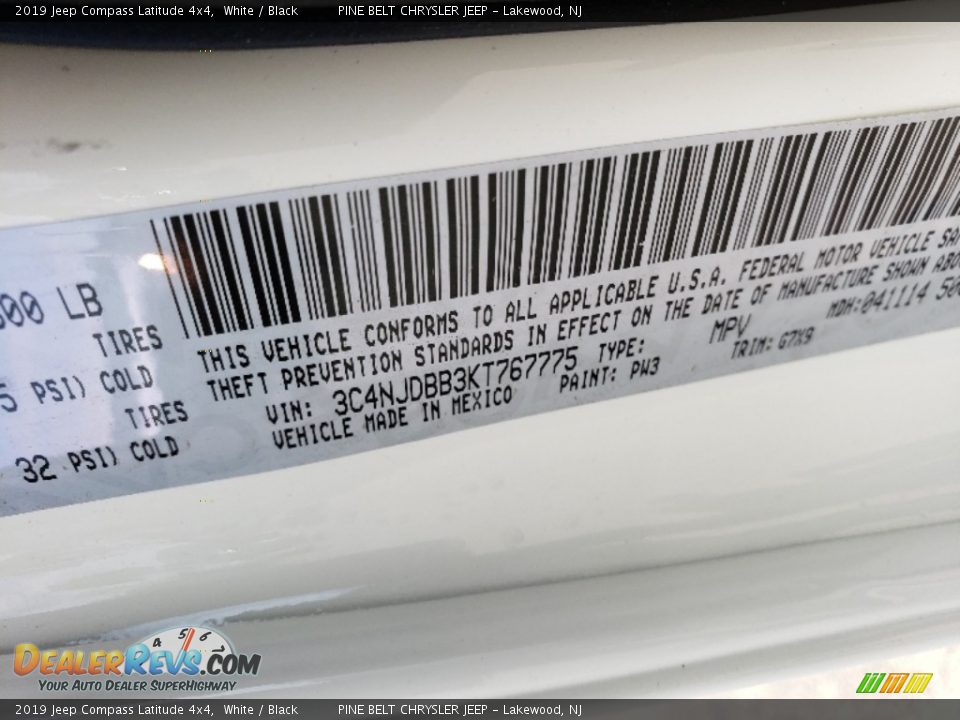 2019 Jeep Compass Latitude 4x4, White / Black PINE BELT CHRYSLER JEEP - Lakewood, NJ
LB
TIRES
PSI) COLD
TIRES
32 PSI) COLD
THIS VEHICLE CONFORMS TO ALL APPLICABLE U.S.A. FEDERAL MOTOR VEHICLE
THEFT PREVENTION STANDARDS IN EFFECT ON THE DATE OF MANUFACTURE SHOWN
VIN: 3C4NJDBB3KT767775 TYPE: MPV MDH:041114
VEHICLE MADE IN MEXICO PAINT: PW3 TRIM: G7X9
4 5 6
DEALERREVS.COM
YOUR AUTO DEALER SUPERHIGHWAY
2019 Jeep Compass Latitude 4x4, White / Black PINE BELT CHRYSLER JEEP - Lakewood, NJ